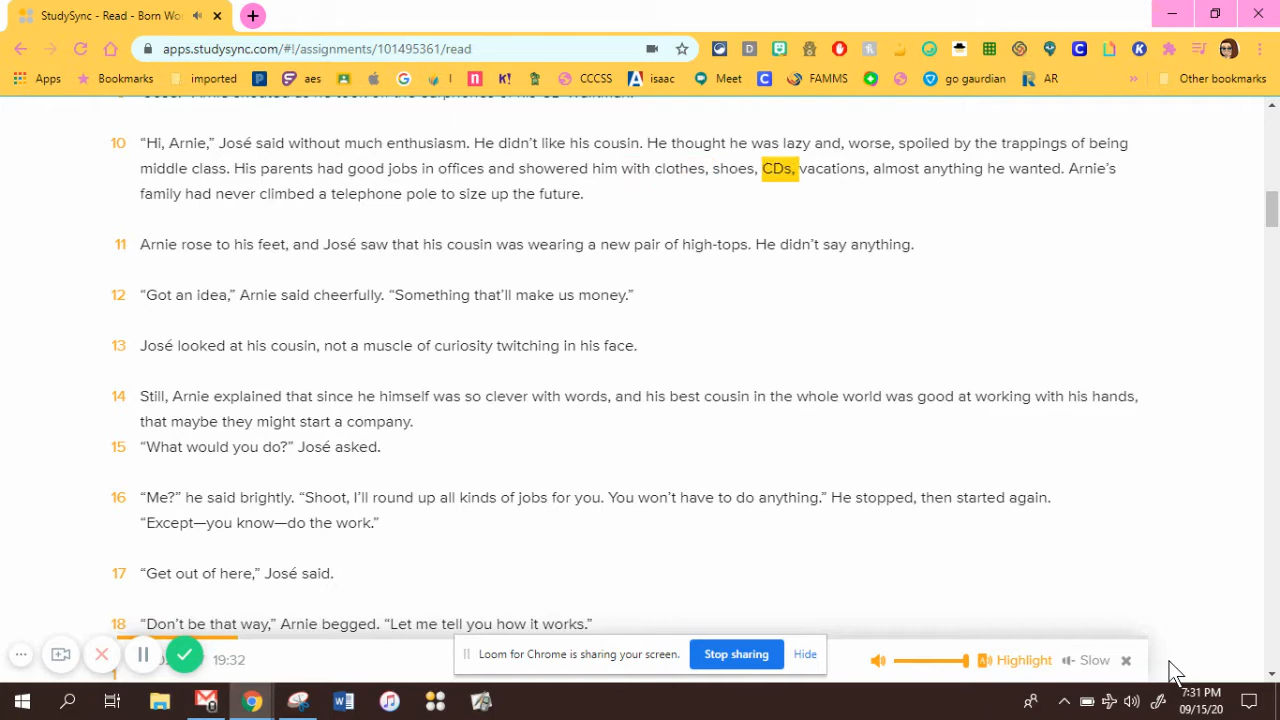 StudySync - Read - Born Wo
apps.studysync.com/#!/assignments/101495361/read
Apps Bookmarks imported aes CCCSS isaac Meet FAMMS go gaurdian AR » Other bookmarks
10 “Hi, Arnie,” José said without much enthusiasm. He didn’t like his cousin. He thought he was lazy and, worse, spoiled by the trappings of being
middle class. His parents had good jobs in offices and showered him with clothes, shoes, CDs, vacations, almost anything he wanted. Arnie’s
family had never climbed a telephone pole to size up the future.
11 Arnie rose to his feet, and José saw that his cousin was wearing a new pair of high-tops. He didn’t say anything.
12 “Got an idea,” Arnie said cheerfully. “Something that’ll make us money.”
13 José looked at his cousin, not a muscle of curiosity twitching in his face.
14 Still, Arnie explained that since he himself was so clever with words, and his best cousin in the whole world was good at working with his hands,
that maybe they might start a company.
15 “What would you do?” José asked.
16 “Me?” he said brightly. “Shoot, I’ll round up all kinds of jobs for you. You won’t have to do anything.” He stopped, then started again.
“Except—you know—do the work.”
17 “Get out of here,” José said.
18 “Don’t be that way,” Arnie begged. “Let me tell you how it works.”
19:32 Loom for Chrome is sharing your screen. Stop sharing Hide Highlight Slow
7:31 PM
09/15/20